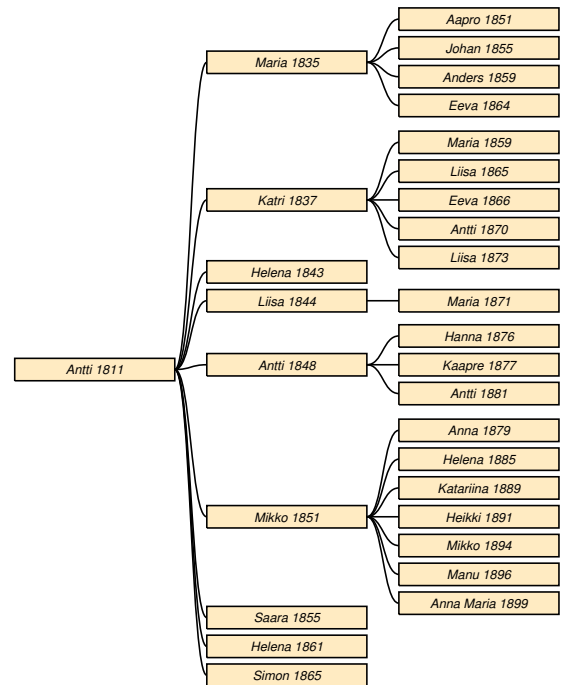 Antti 1811
Maria 1835
Aapro 1851
Johan 1855
Anders 1859
Eeva 1864
Katri 1837
Maria 1859
Liisa 1865
Eeva 1866
Antti 1870
Liisa 1873
Helena 1843
Liisa 1844
Maria 1871
Antti 1848
Hanna 1876
Kaapre 1877
Antti 1881
Mikko 1851
Anna 1879
Helena 1885
Katariina 1889
Heikki 1891
Mikko 1894
Manu 1896
Anna Maria 1899
Saara 1855
Helena 1861
Simon 1865